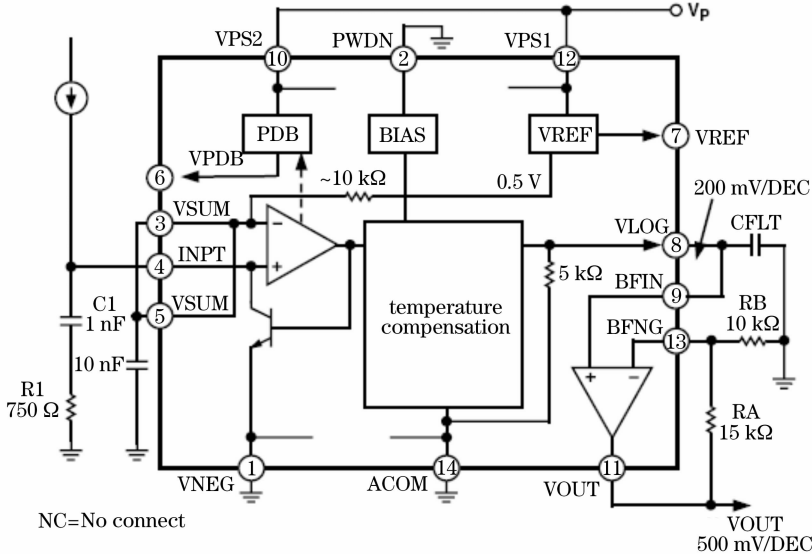 VP
VPS2
PWDN
VPS1
10
2
12
PDB
BIAS
VREF
7
VREF
VPDB
6
~10 kΩ
0.5 V
200 mV/DEC
3
VSUM
−
VLOG
8
CFLT
4
INPT
+
5 kΩ
C1
1 nF
5
VSUM
temperature
compensation
BFIN
9
RB
10 kΩ
BFNG
13
10 nF
R1
750 Ω
+
−
RA
15 kΩ
1
14
11
VNEG
ACOM
VOUT
NC=No connect
VOUT
500 mV/DEC